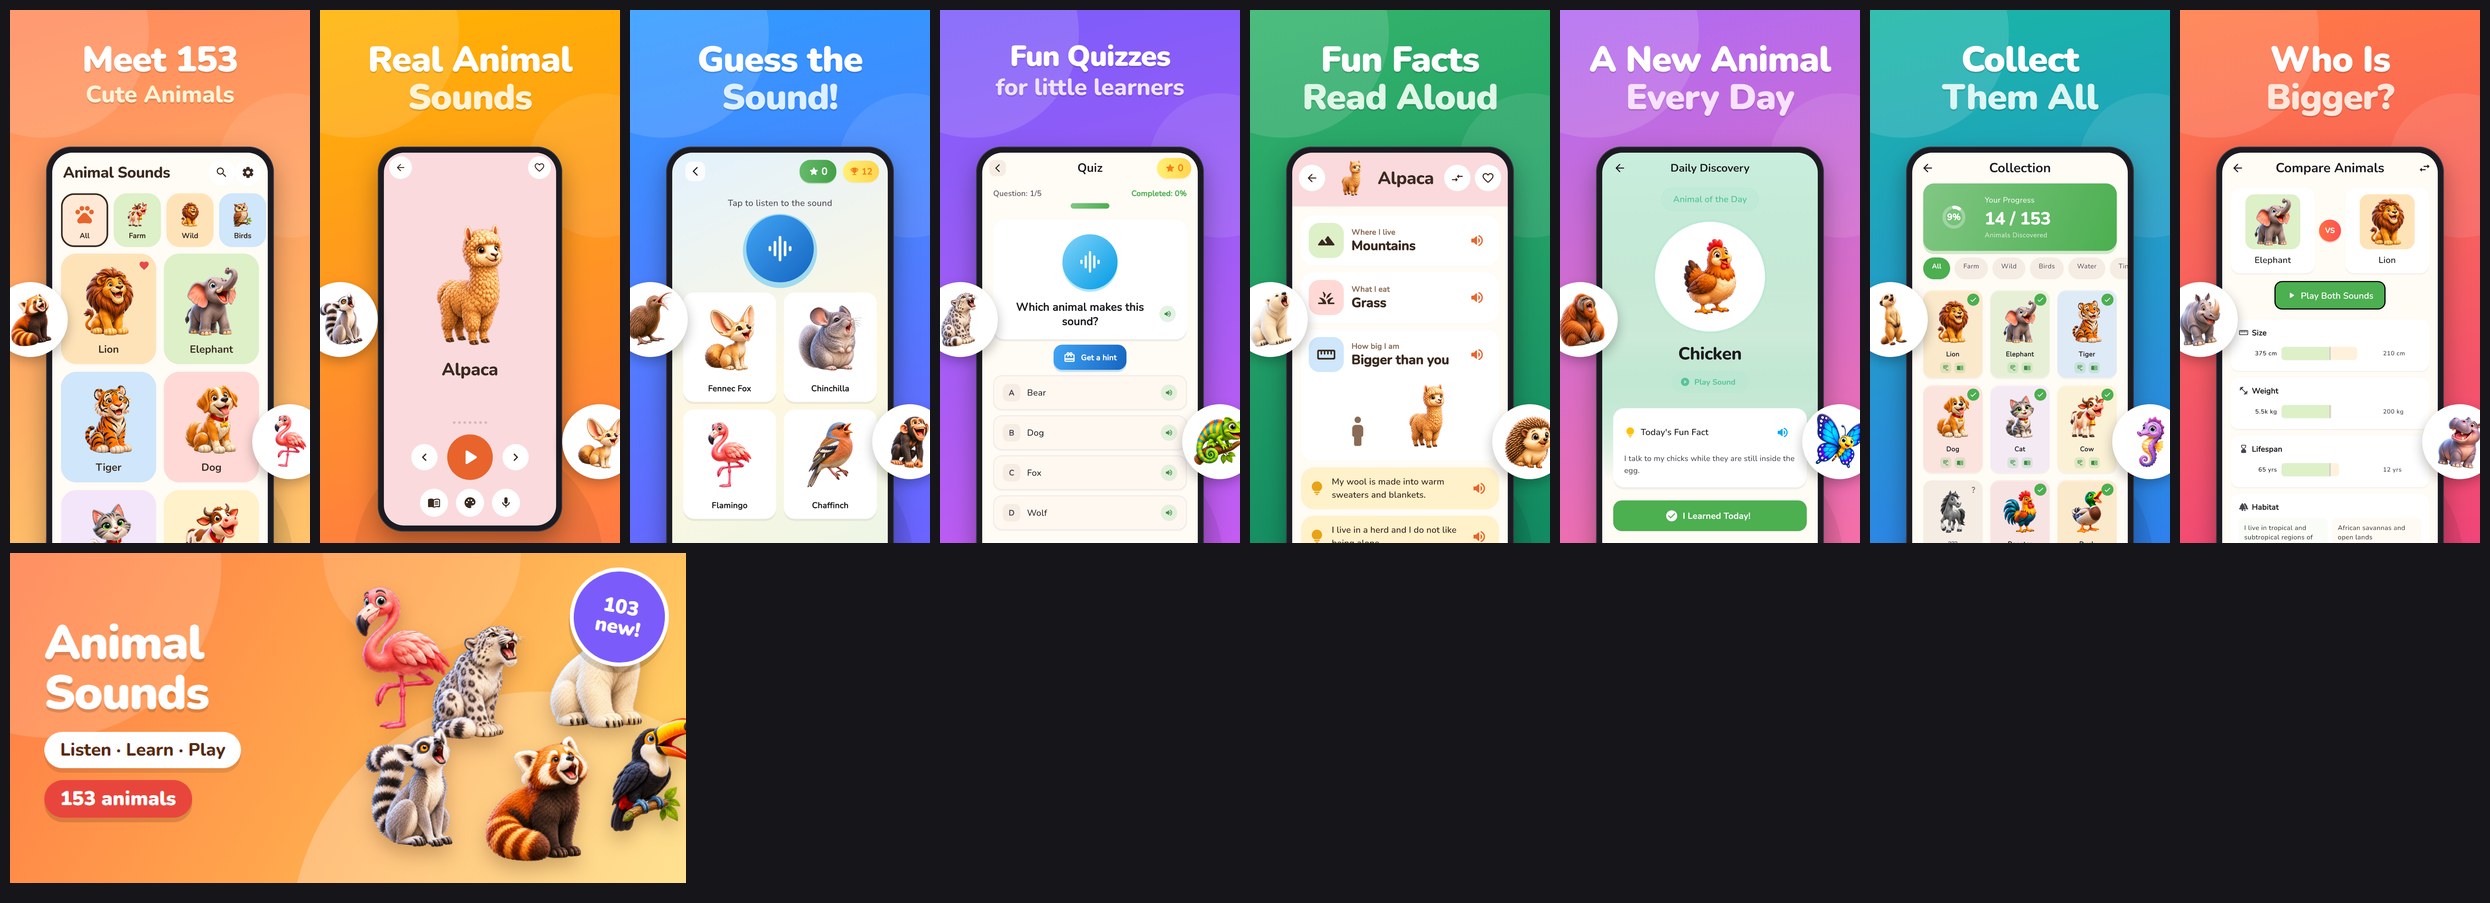 Meet 153
Cute Animals
Animal Sounds
All
Farm
Wild
Birds
Lion
Elephant
Tiger
Dog
Real Animal
Sounds
Alpaca
Guess the
Sound!
0
12
Tap to listen to the sound
Fennec Fox
Chinchilla
Flamingo
Chaffinch
Fun Quizzes
for little learners
Quiz
0
Question: 1/5
Completed: 0%
Which animal makes this
sound?
Get a hint
A Bear
B Dog
C Fox
D Wolf
Fun Facts
Read Aloud
Alpaca
Where I live
Mountains
What I eat
Grass
How big I am
Bigger than you
My wool is made into warm
sweaters and blankets.
I live in a herd and I do not like
being alone.
A New Animal
Every Day
Daily Discovery
Animal of the Day
Chicken
Play Sound
Today's Fun Fact
I talk to my chicks while they are still inside the
egg.
I Learned Today!
Collect
Them All
Collection
9%
Your Progress
14 / 153
Animals Discovered
All
Farm
Wild
Birds
Water
Lion
Elephant
Tiger
Dog
Cat
Cow
?
Who Is
Bigger?
Compare Animals
Elephant
VS
Lion
Play Both Sounds
Size
375 cm
210 cm
Weight
5.5k kg
200 kg
Lifespan
65 yrs
12 yrs
Habitat
I live in tropical and
subtropical regions of
African savannas and
open lands
Animal
Sounds
Listen · Learn · Play
153 animals
103
new!